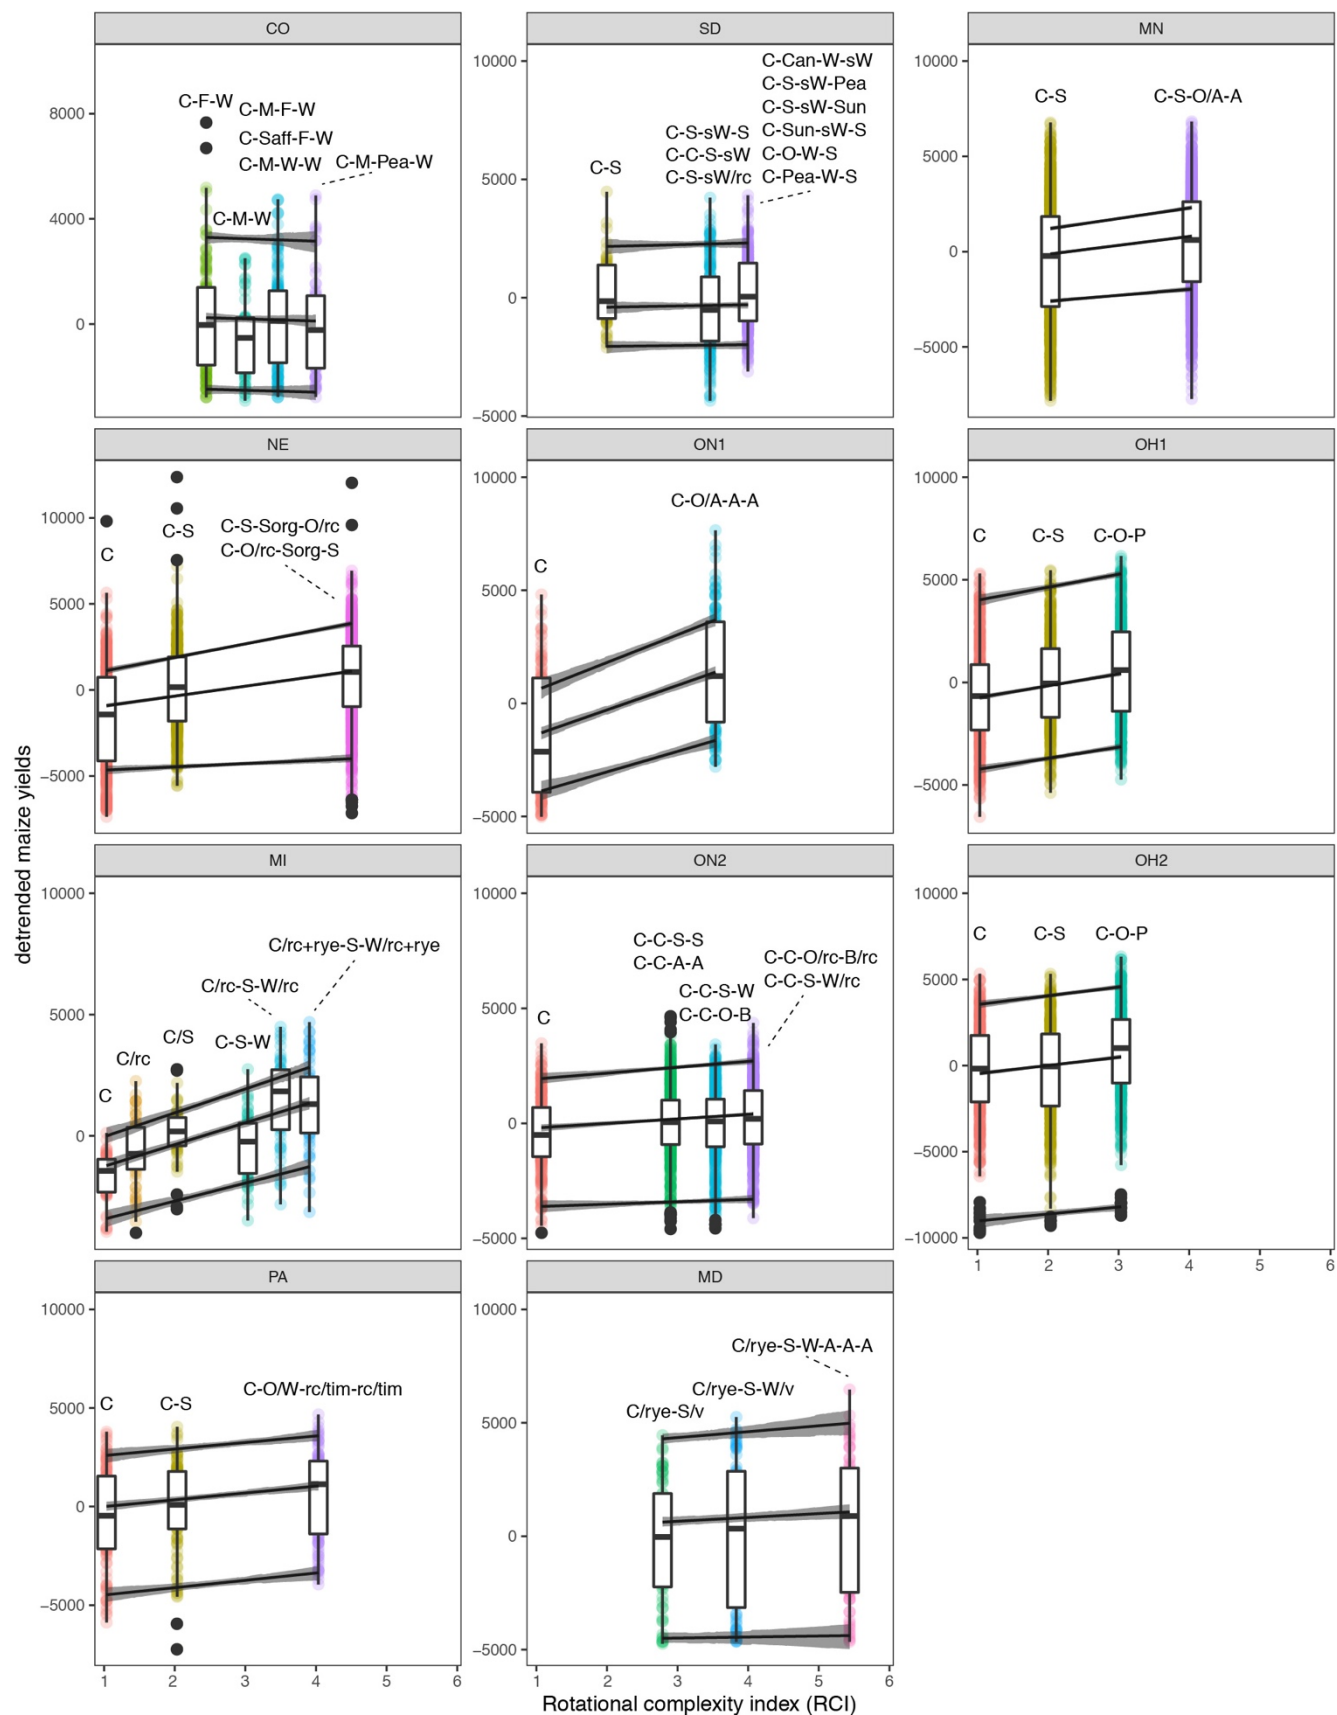 CO
8000
4000
0
C-F-W
C-M-F-W
C-Saff-F-W
C-M-W-W
C-M-Pea-W
C-M-W
SD
10000
5000
0
−5000
C-S
C-S-sW-S
C-C-S-sW
C-S-sW/rc
C-Can-W-sW
C-S-sW-Pea
C-S-sW-Sun
C-Sun-sW-S
C-O-W-S
C-Pea-W-S
MN
10000
5000
0
−5000
C-S
C-S-O/A-A
NE
10000
5000
0
−5000
C
C-S
C-S-Sorg-O/rc
C-O/rc-Sorg-S
ON1
10000
5000
0
−5000
C
C-O/A-A-A
OH1
10000
5000
0
−5000
C
C-S
C-O-P
detrended maize yields
MI
10000
5000
0
C
C/rc
C/S
C-S-W
C/rc-S-W/rc
C/rc+rye-S-W/rc+rye
ON2
10000
5000
0
−5000
C
C-C-S-S
C-C-A-A
C-C-S-W
C-C-O-B
C-C-O/rc-B/rc
C-C-S-W/rc
OH2
10000
5000
0
−5000
−10000
C
C-S
C-O-P
1 2 3 4 5 6
PA
10000
5000
0
−5000
C
C-S
C-O/W-rc/tim-rc/tim
1 2 3 4 5 6
MD
10000
5000
0
−5000
C/rye-S/v
C/rye-S-W/v
C/rye-S-W-A-A-A
1 2 3 4 5 6
Rotational complexity index (RCI)